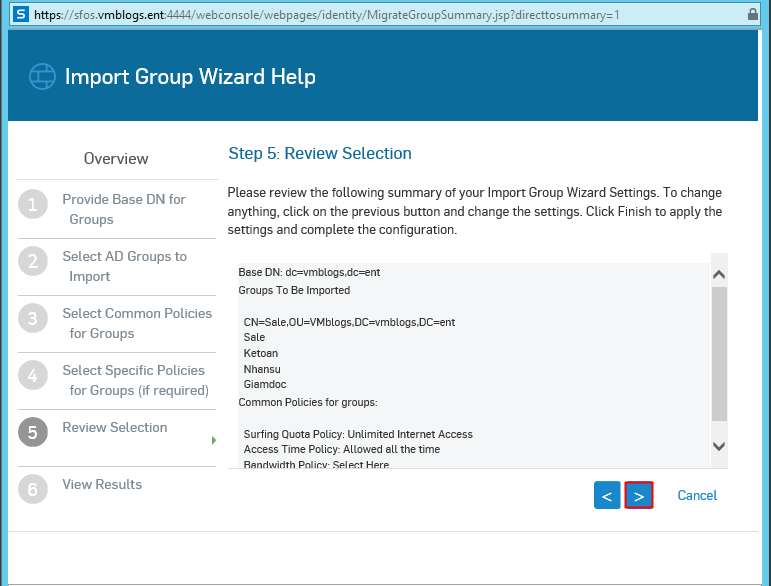 S https://sfos.vmblogs.ent:4444/webconsole/webpages/identity/MigrateGroupSummary.jsp?directtosummary=1
Import Group Wizard Help
Overview
1 Provide Base DN for
Groups
2 Select AD Groups to
Import
3 Select Common Policies
for Groups
4 Select Specific Policies
for Groups (if required)
5 Review Selection
6 View Results
Step 5: Review Selection
Please review the following summary of your Import Group Wizard Settings. To change
anything, click on the previous button and change the settings. Click Finish to apply the
settings and complete the configuration.
Base DN: dc=vmblogs,dc=ent
Groups To Be Imported
CN=Sale,OU=VMblogs,DC=vmblogs,DC=ent
Sale
Ketoan
Nhansu
Giamdoc
Common Policies for groups:
Surfing Quota Policy: Unlimited Internet Access
Access Time Policy: Allowed all the time
Bandwidth Policy: Select Here
< > Cancel